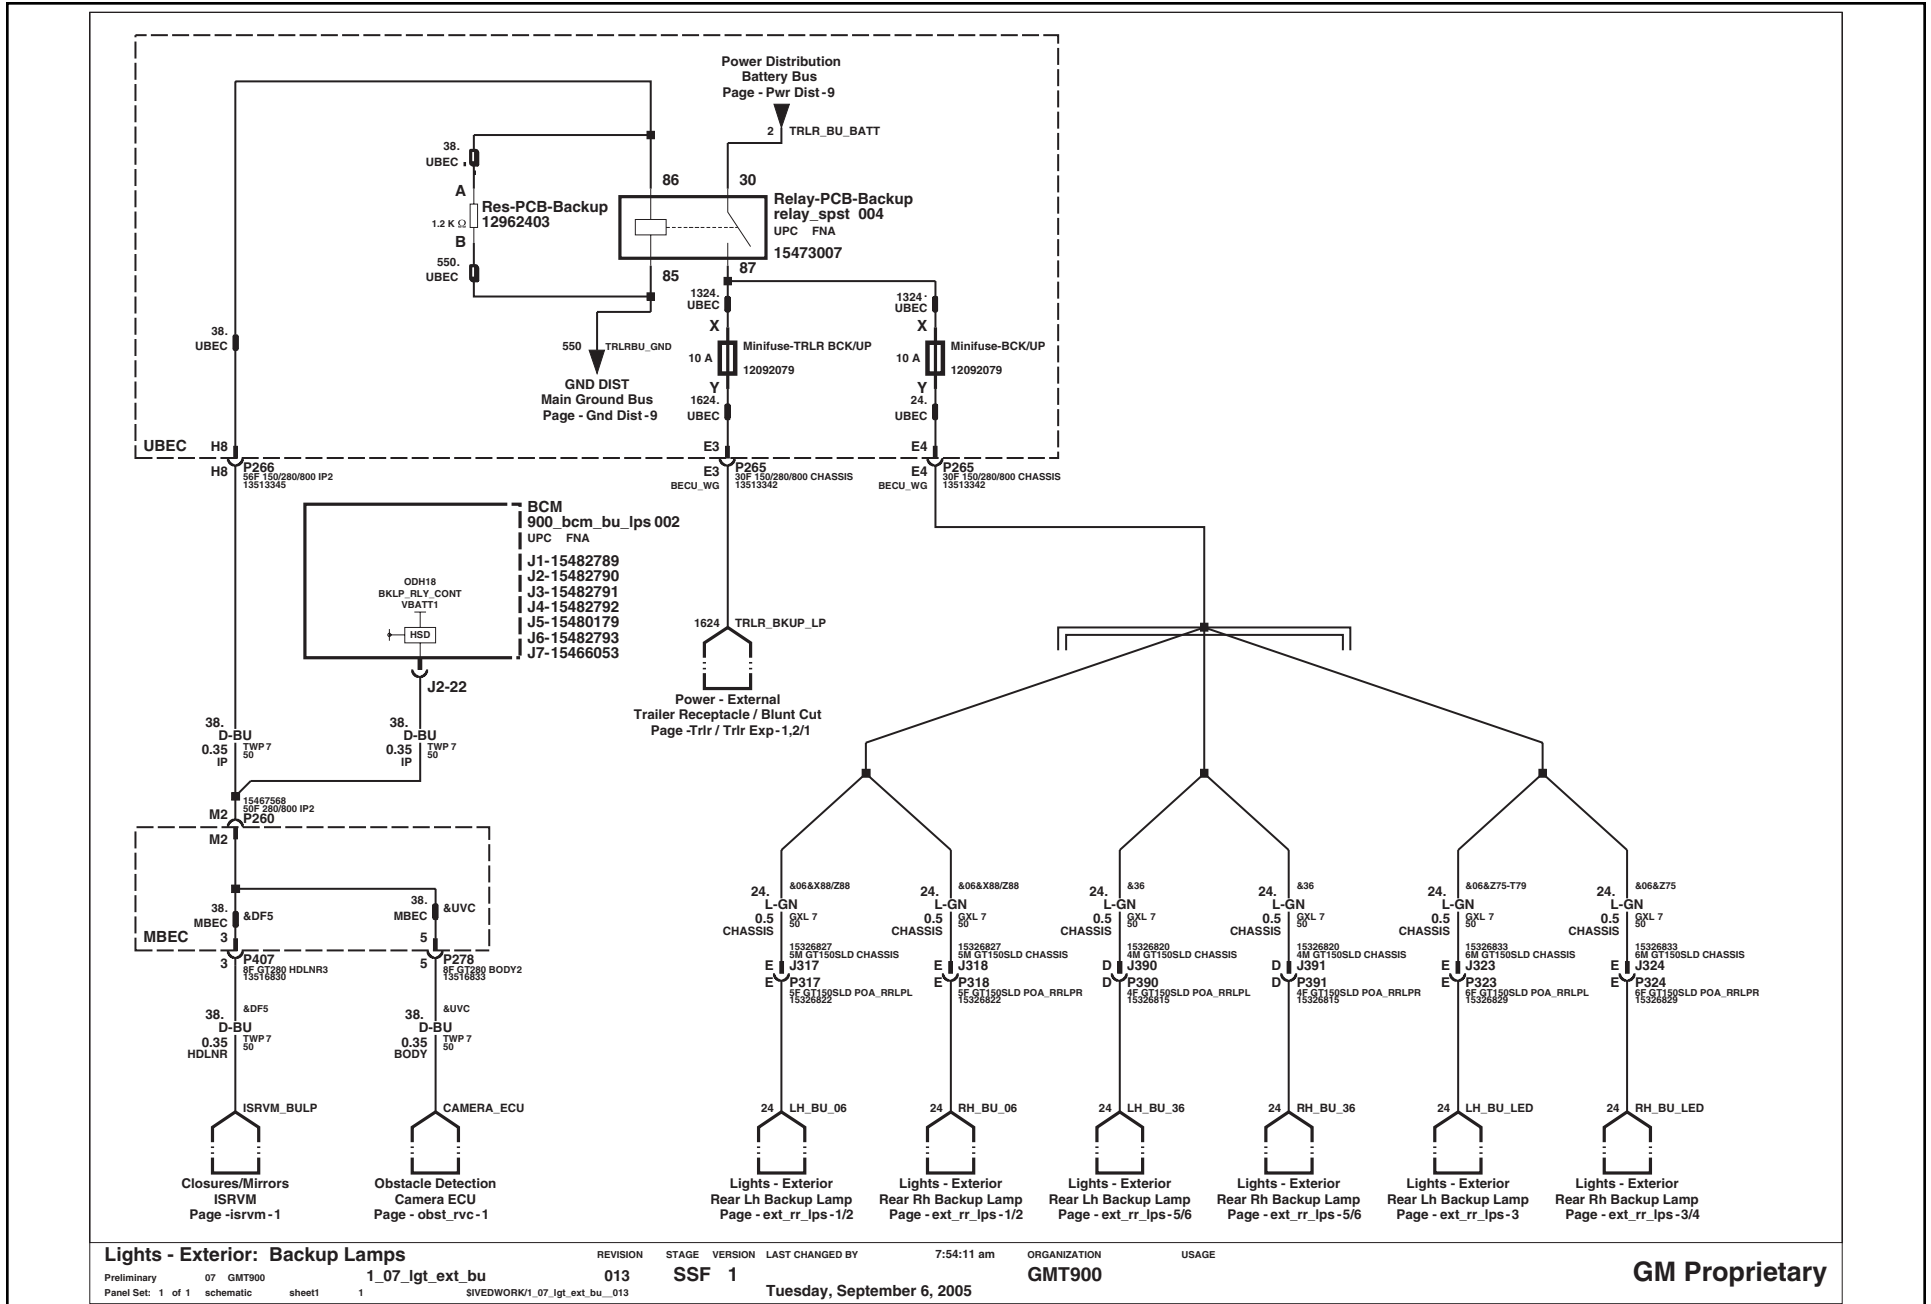 Power Distribution
Battery Bus
Page - Pwr Dist-9
2 TRLR_BU_BATT
38.
UBEC
A
1.2 K Ω
B
550.
UBEC
Res-PCB-Backup
12962403
86
30
85
87
Relay-PCB-Backup
relay_spst 004
UPC FNA
15473007
38.
UBEC
550 TRLRBU_GND
GND DIST
Main Ground Bus
Page - Gnd Dist-9
1324.
UBEC
X
10 A
Minifuse-TRLR BCK/UP
12092079
Y
1624.
UBEC
1324.
UBEC
X
10 A
Minifuse-BCK/UP
12092079
Y
24.
UBEC
UBEC
H8
E3
E4
H8 P266
56F 150/280/800 IP2
13513345
E3 P265
30F 150/280/800 CHASSIS
BECU_WG 13513342
E4 P265
30F 150/280/800 CHASSIS
BECU_WG 13513342
BCM
900_bcm_bu_lps 002
UPC FNA
J1-15482789
J2-15482790
J3-15482791
J4-15482792
J5-15480179
J6-15482793
J7-15466053
ODH18
BKLP_RLY_CONT
VBATT1
HSD
J2-22
1624 TRLR_BKUP_LP
Power - External
Trailer Receptacle / Blunt Cut
Page -Trlr / Trlr Exp-1,2/1
38.
D-BU
0.35 TWP 7
IP 50
38.
D-BU
0.35 TWP 7
IP 50
15467568
50F 280/800 IP2
M2 P260
M2
38.
MBEC &DF5
3
38.
MBEC &UVC
5
MBEC
3 P407
8F GT280 HDLNR3
13516830
5 P278
8F GT280 BODY2
13516833
38. &DF5
D-BU
0.35 TWP 7
HDLNR 50
38. &UVC
D-BU
0.35 TWP 7
BODY 50
ISRVM_BULP
Closures/Mirrors
ISRVM
Page -isrvm-1
CAMERA_ECU
Obstacle Detection
Camera ECU
Page - obst_rvc-1
24. &06&X88/Z88
L-GN
0.5 GXL 7
CHASSIS 50
15326827
5M GT150SLD CHASSIS
E J317
E P317
5F GT150SLD POA_RRLPL
15326822
24 LH_BU_06
Lights - Exterior
Rear Lh Backup Lamp
Page - ext_rr_lps-1/2
24. &06&X88/Z88
L-GN
0.5 GXL 7
CHASSIS 50
15326827
5M GT150SLD CHASSIS
E J318
E P318
5F GT150SLD POA_RRLPR
15326822
24 RH_BU_06
Lights - Exterior
Rear Rh Backup Lamp
Page - ext_rr_lps-1/2
24. &36
L-GN
0.5 GXL 7
CHASSIS 50
15326820
4M GT150SLD CHASSIS
D J390
D P390
4F GT150SLD POA_RRLPL
15326815
24 LH_BU_36
Lights - Exterior
Rear Lh Backup Lamp
Page - ext_rr_lps-5/6
24. &36
L-GN
0.5 GXL 7
CHASSIS 50
15326820
4M GT150SLD CHASSIS
D J391
D P391
4F GT150SLD POA_RRLPR
15326815
24 RH_BU_36
Lights - Exterior
Rear Rh Backup Lamp
Page - ext_rr_lps-5/6
24. &06&Z75-T79
L-GN
0.5 GXL 7
CHASSIS 50
15326833
6M GT150SLD CHASSIS
E J323
E P323
6F GT150SLD POA_RRLPL
15326829
24 LH_BU_LED
Lights - Exterior
Rear Lh Backup Lamp
Page - ext_rr_lps-3
24. &06&Z75
L-GN
0.5 GXL 7
CHASSIS 50
15326833
6M GT150SLD CHASSIS
E J324
E P324
6F GT150SLD POA_RRLPR
15326829
24 RH_BU_LED
Lights - Exterior
Rear Rh Backup Lamp
Page - ext_rr_lps-3/4
Lights - Exterior: Backup Lamps REVISION STAGE VERSION LAST CHANGED BY 7:54:11 am ORGANIZATION USAGE
Preliminary 07 GMT900 1_07_lgt_ext_bu 013 SSF 1 GMT900
Panel Set: 1 of 1 schematic sheet1 1 $IVEDWORK/1_07_lgt_ext_bu__013 Tuesday, September 6, 2005
GM Proprietary